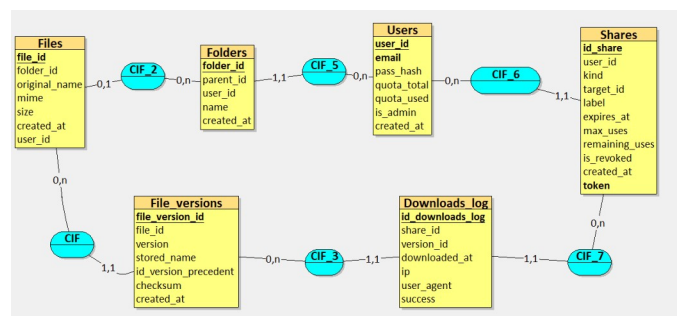 Files
file_id
folder_id
original_name
mime
size
created_at
user_id
0,1
CIF_2
0,n
Folders
folder_id
parent_id
user_id
name
created_at
1,1
CIF_5
0,n
Users
user_id
email
pass_hash
quota_total
quota_used
is_admin
created_at
0,n
CIF_6
1,1
Shares
id_share
user_id
kind
target_id
label
expires_at
max_uses
remaining_uses
is_revoked
created_at
token
0,n
CIF
1,1
File_versions
file_version_id
file_id
version
stored_name
id_version_precedent
checksum
created_at
0,n
CIF_3
1,1
Downloads_log
id_downloads_log
share_id
version_id
downloaded_at
ip
user_agent
success
1,1
CIF_7
0,n